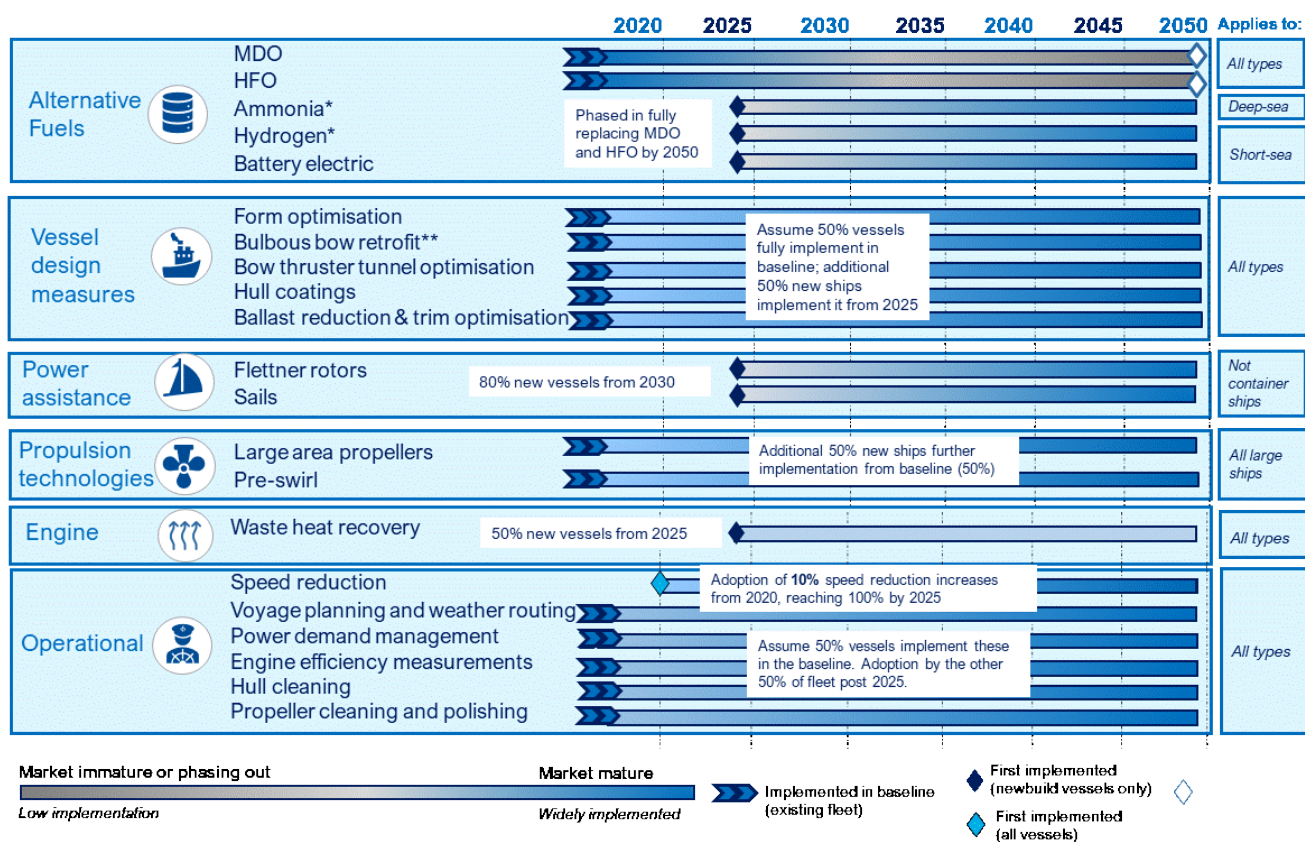 2020 2025 2030 2035 2040 2045 2050 Applies to:
Alternative
Fuels
MDO
HFO
Ammonia*
Hydrogen*
Battery electric
Phased in fully
replacing MDO
and HFO by 2050
All types
Deep-sea
Short-sea
Vessel
design
measures
Form optimisation
Bulbous bow retrofit**
Bow thruster tunnel optimisation
Hull coatings
Ballast reduction & trim optimisation
Assume 50% vessels
fully implement in
baseline; additional
50% new ships
implement it from 2025
All types
Power
assistance
Flettner rotors
Sails
80% new vessels from 2030
Not
container
ships
Propulsion
technologies
Large area propellers
Pre-swirl
Additional 50% new ships further
implementation from baseline (50%)
All large
ships
Engine
Waste heat recovery
50% new vessels from 2025
All types
Operational
Speed reduction
Voyage planning and weather routing
Power demand management
Engine efficiency measurements
Hull cleaning
Propeller cleaning and polishing
Adoption of 10% speed reduction increases
from 2020, reaching 100% by 2025
Assume 50% vessels implement these
in the baseline. Adoption by the other
50% of fleet post 2025.
All types
Market immature or phasing out
Market mature
Low implementation
Widely implemented
Implemented in baseline
(existing fleet)
First implemented
(newbuild vessels only)
First implemented
(all vessels)